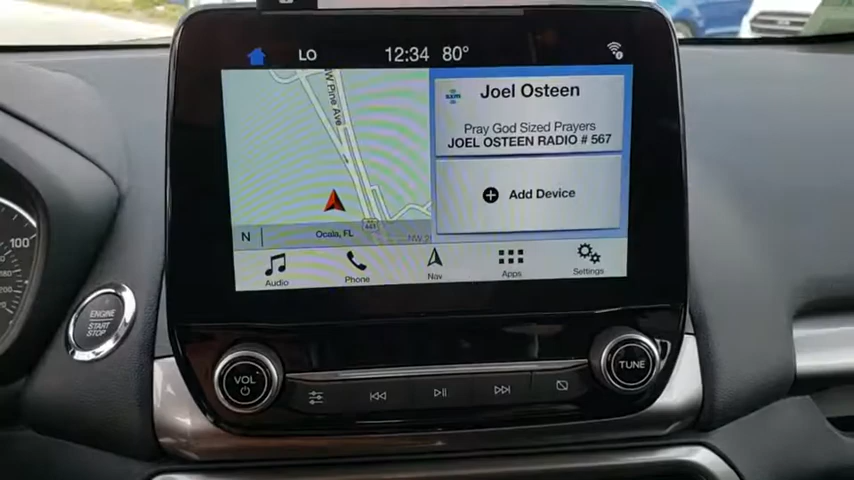 LO
12:34
80°
W Pine Ave
sxm
JOEL OSTEEN
Pray God Sized Prayers
JOEL OSTEEN RADIO # 567
Add Device
N
Ocala, FL
Audio
Phone
Nav
Apps
Settings
100
ENGINE
START
STOP
VOL
TUNE